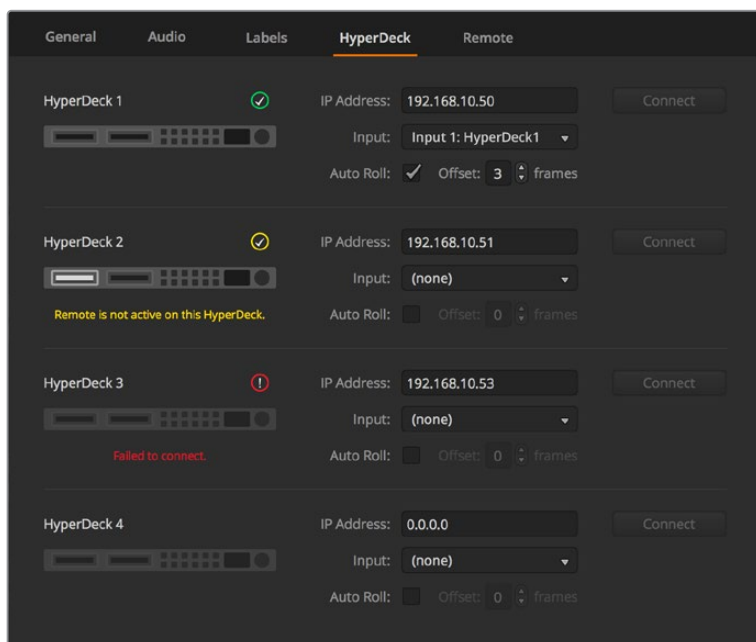 General Audio Labels HyperDeck Remote
HyperDeck 1 IP Address: 192.168.10.50 Connect
Input: Input 1: HyperDeck1
Auto Roll: Offset: 3 frames
HyperDeck 2 IP Address: 192.168.10.51 Connect
Input: (none)
Remote is not active on this HyperDeck. Auto Roll: Offset: 0 frames
HyperDeck 3 IP Address: 192.168.10.53 Connect
Input: (none)
Failed to connect. Auto Roll: Offset: 0 frames
HyperDeck 4 IP Address: 0.0.0.0 Connect
Input: (none)
Auto Roll: Offset: 0 frames